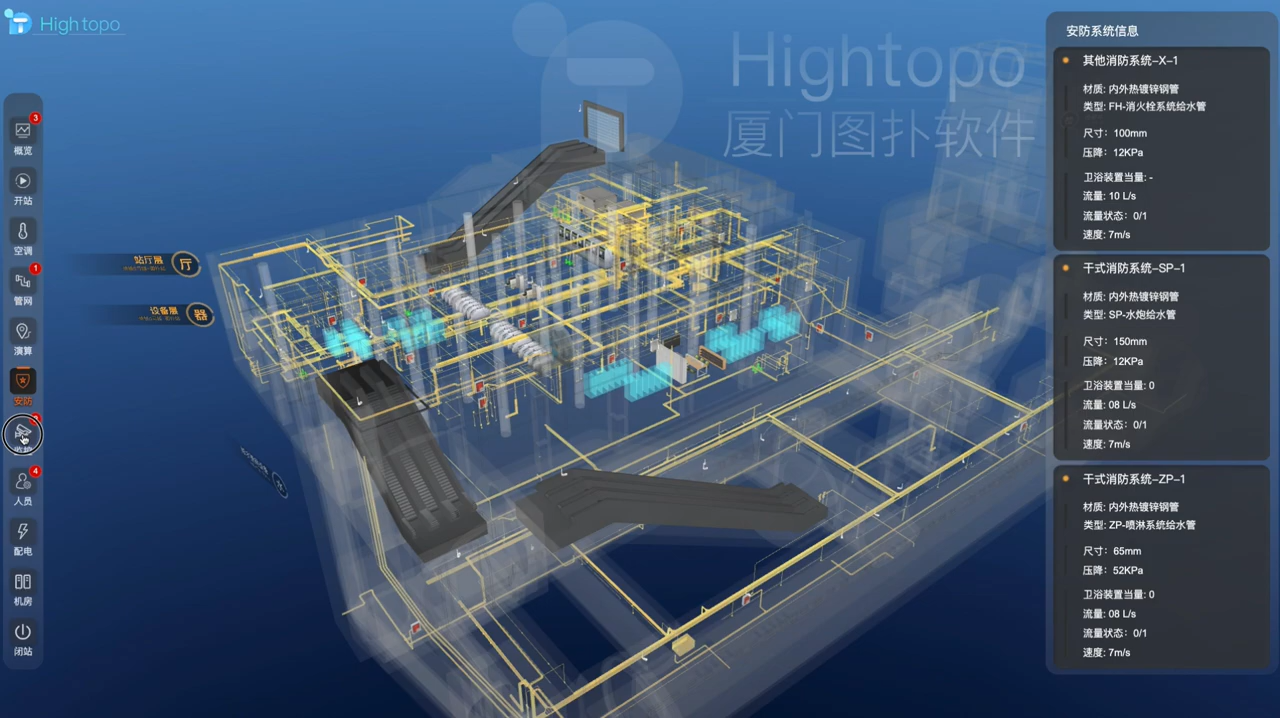 Hightopo
Hightopo
厦门图扑软件
3
概览
开站
空调
1
管网
演算
安防
4
人员
配电
机房
闭站
站厅层
厅
设备层
器
安防系统信息
其他消防系统-X-1
材质: 内外热镀锌钢管
类型: FH-消火栓系统给水管
尺寸: 100mm
压降: 12KPa
卫浴装置当量: -
流量: 10 L/s
流量状态: 0/1
速度: 7m/s
干式消防系统-SP-1
材质: 内外热镀锌钢管
类型: SP-水炮给水管
尺寸: 150mm
压降: 12KPa
卫浴装置当量: 0
流量: 08 L/s
流量状态: 0/1
速度: 7m/s
干式消防系统-ZP-1
材质: 内外热镀锌钢管
类型: ZP-喷淋系统给水管
尺寸: 65mm
压降: 52KPa
卫浴装置当量: 0
流量: 08 L/s
流量状态: 0/1
速度: 7m/s